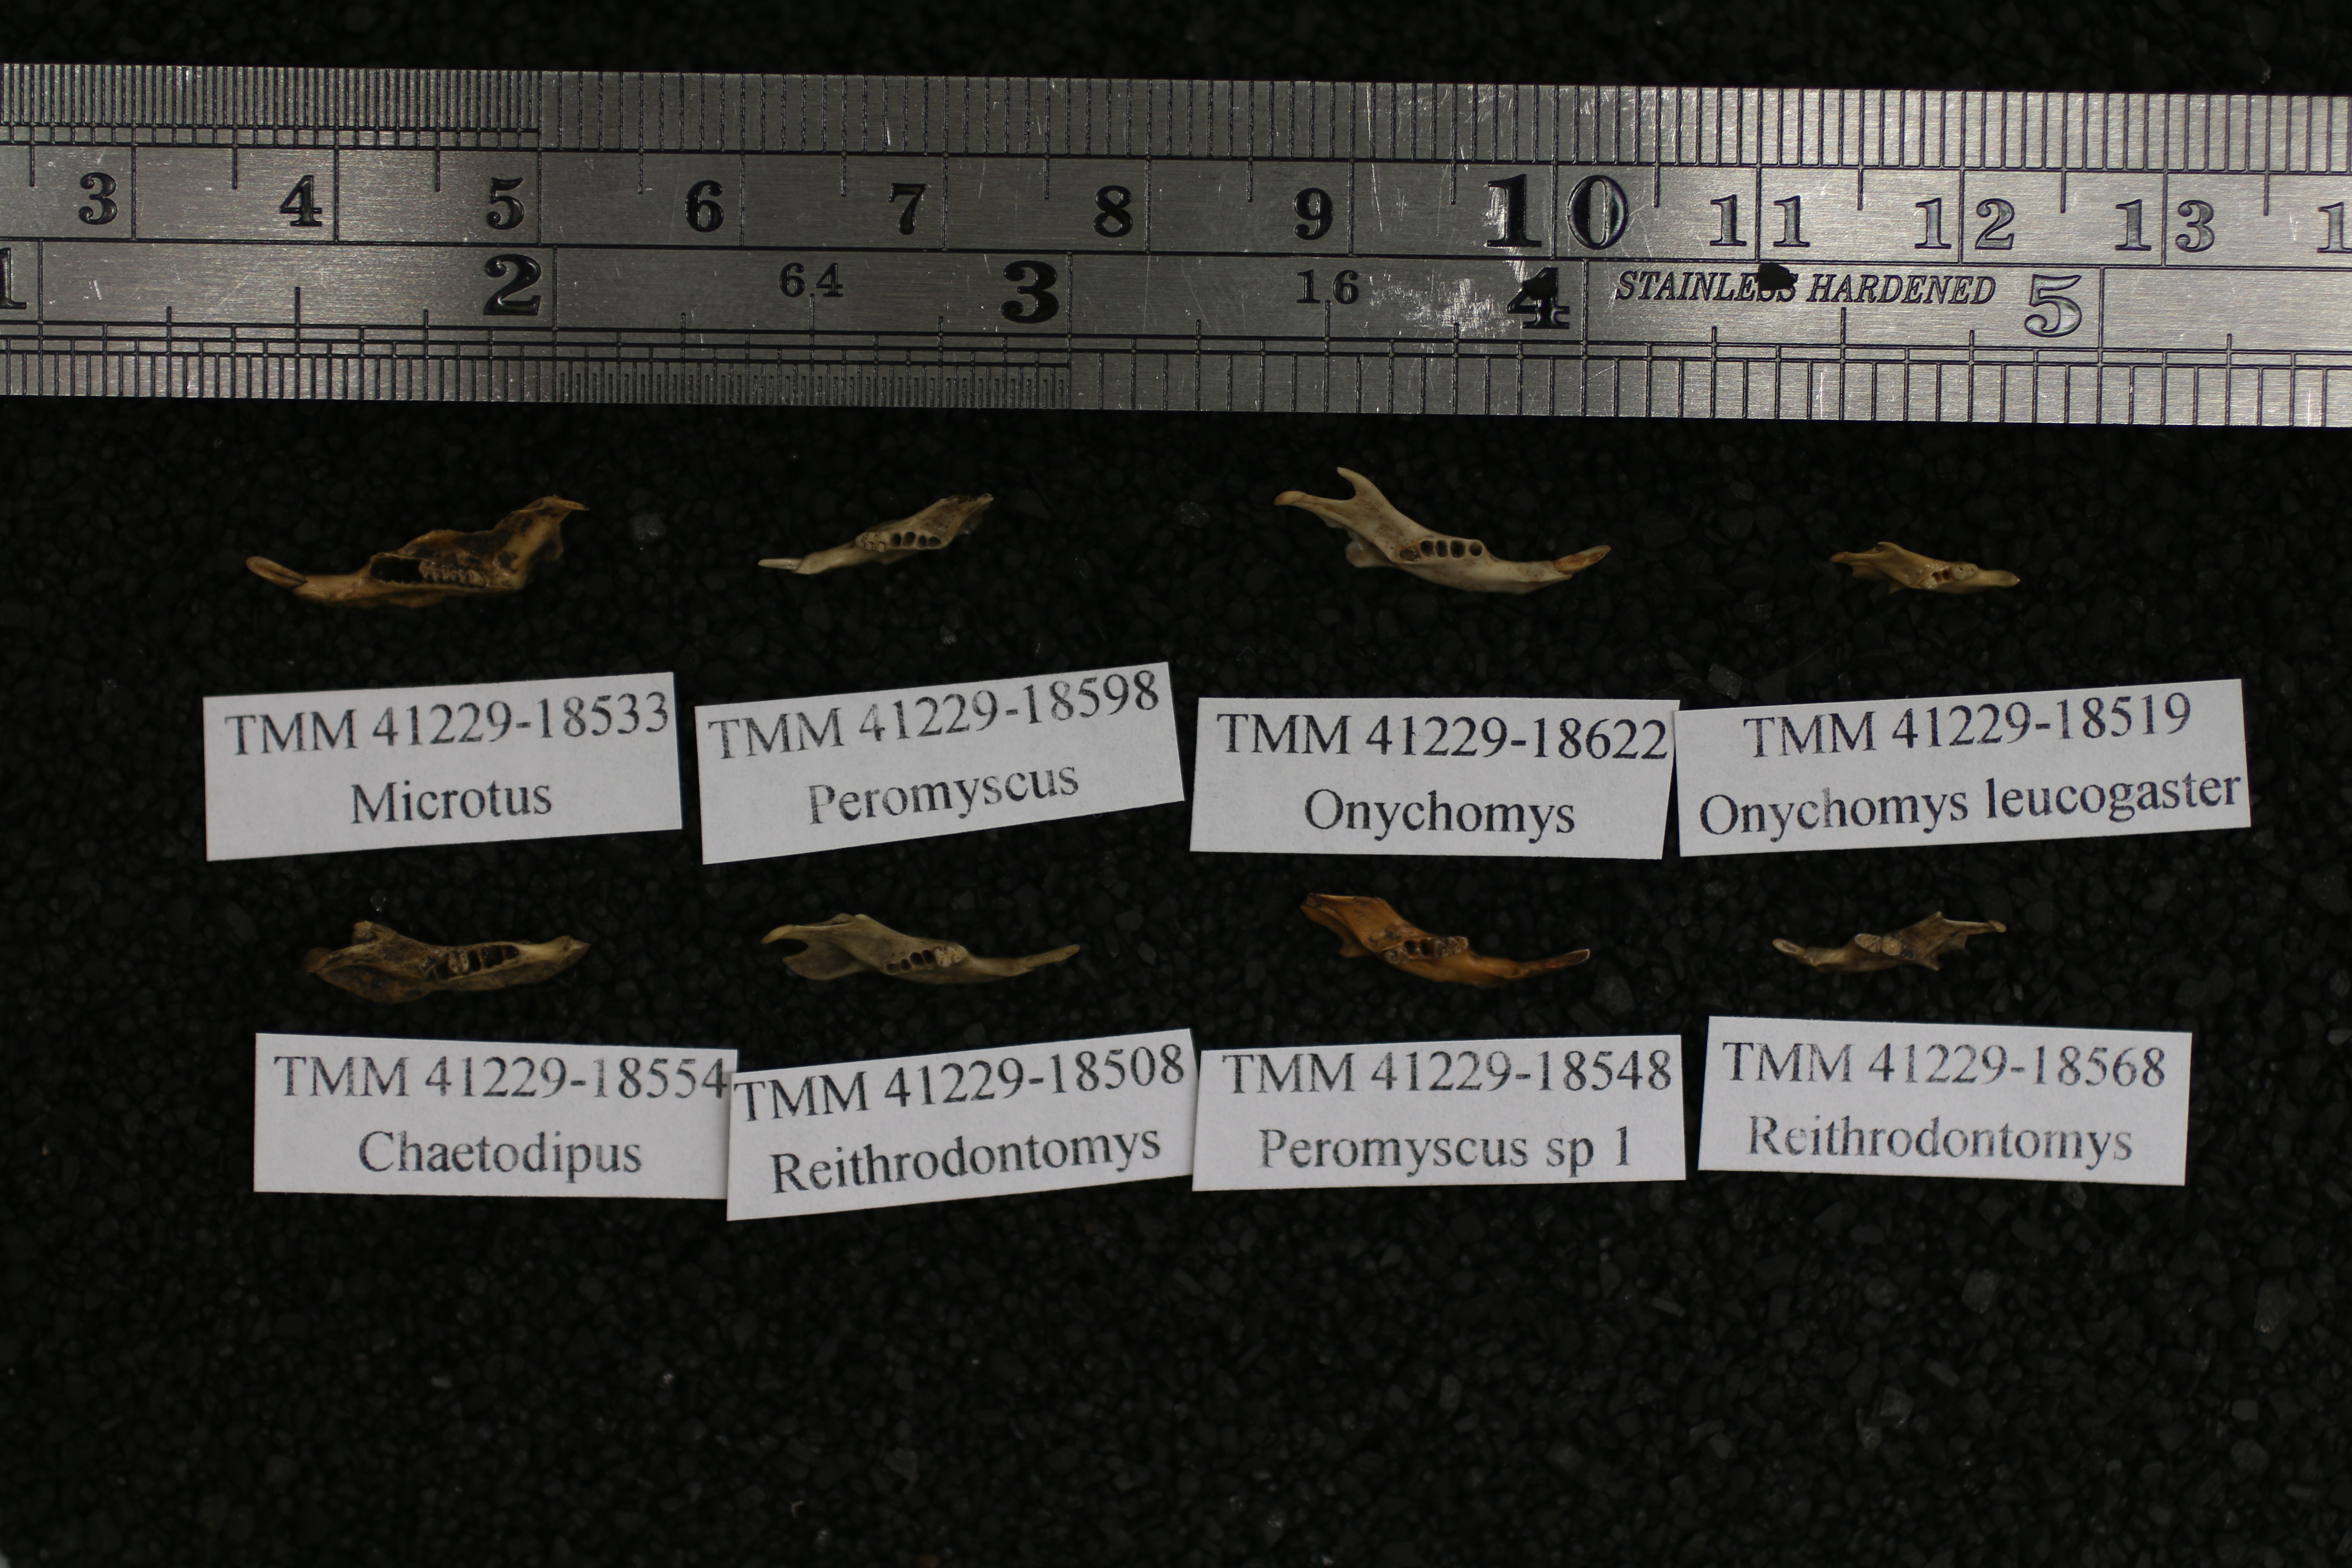 3 4 5 6 7 8 9 10 11 12 13 1
1 2 64 3 16 4 STAINLESS HARDENED 5
TMM 41229-18533
Microtus
TMM 41229-18598
Peromyscus
TMM 41229-18622
Onychomys
TMM 41229-18519
Onychomys leucogaster
TMM 41229-18554
Chaetodipus
TMM 41229-18508
Reithrodontomys
TMM 41229-18548
Peromyscus sp 1
TMM 41229-18568
Reithrodontomys